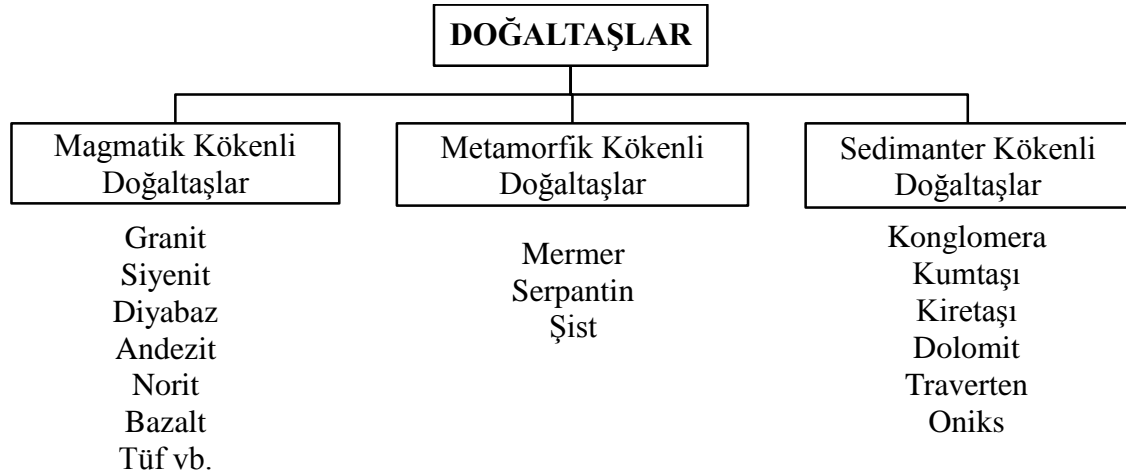 DOĞALTAŞLAR
Magmatik Kökenli
Doğaltaşlar
Granit
Siyenit
Diyabaz
Andezit
Norit
Bazalt
Tüf vb.
Metamorfik Kökenli
Doğaltaşlar
Mermer
Serpantin
Şist
Sedimanter Kökenli
Doğaltaşlar
Konglomera
Kumtaşı
Kiretaşı
Dolomit
Traverten
Oniks